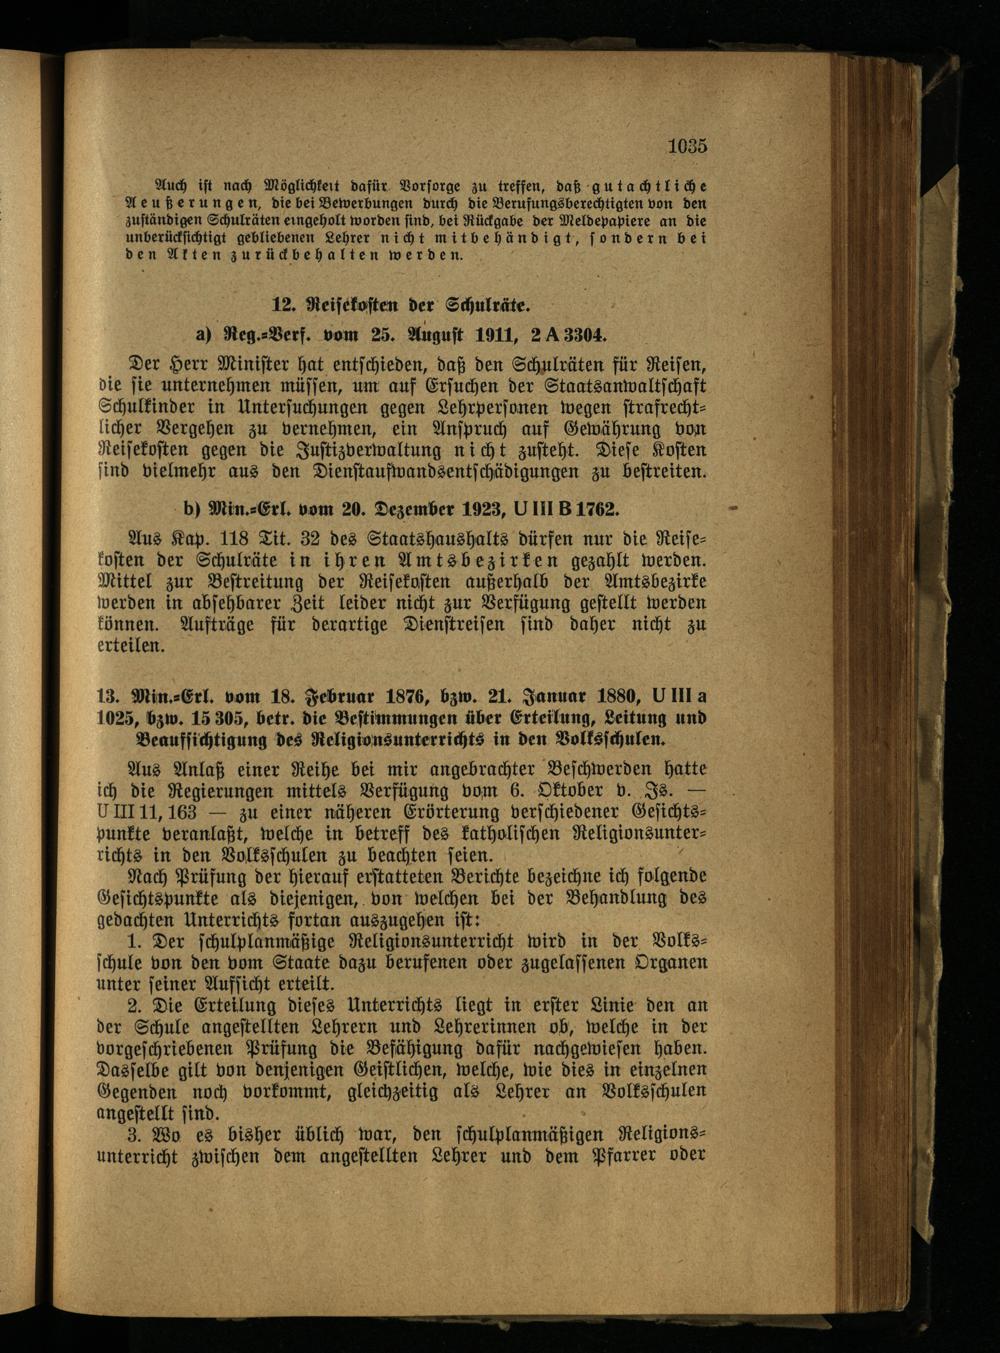 1035
Auch ist nach Möglichkeit dafür Vorsorge zu treffen, daß gutachtliche
Aeußerungen, die bei Bewerbungen durch die Berufungsberechtigten von den
zuständigen Schulräten eingeholt worden sind, bei Rückgabe der Meldepapiere an die
unberücksichtigt gebliebenen Lehrer nicht mitbehändigt, sondern bei
den Akten zurückbehalten werden.
12. Reisekosten der Schulräte.
a) Reg.=Verf. vom 25. August 1911, 2 A 3304.
Der Herr Minister hat entschieden, daß den Schulräten für Reisen,
die sie unternehmen müssen, um auf Ersuchen der Staatsanwaltschaft
Schulkinder in Untersuchungen gegen Lehrpersonen wegen strafrecht=
licher Vergehen zu vernehmen, ein Anspruch auf Gewährung von
Reisekosten gegen die Justizverwaltung nicht zusteht. Diese Kosten
sind vielmehr aus den Dienstaufwandsentschädigungen zu bestreiten.
b) Min.=Erl. vom 20. Dezember 1923, U III B 1762.
Aus Kap. 118 Tit. 32 des Staatshaushalts dürfen nur die Reise=
kosten der Schulräte in ihren Amtsbezirken gezahlt werden.
Mittel zur Bestreitung der Reisekosten außerhalb der Amtsbezirke
werden in absehbarer Zeit leider nicht zur Verfügung gestellt werden
können. Aufträge für derartige Dienstreisen sind daher nicht zu
erteilen.
13. Min.=Erl. vom 18. Februar 1876, bzw. 21. Januar 1880, U III a
1025, bzw. 15 305, betr. die Bestimmungen über Erteilung, Leitung und
Beaufsichtigung des Religionsunterrichts in den Volksschulen.
Aus Anlaß einer Reihe bei mir angebrachter Beschwerden hatte
ich die Regierungen mittels Verfügung vom 6. Oktober v. Js. —
U III 11, 163 — zu einer näheren Erörterung verschiedener Gesichts=
punkte veranlaßt, welche in betreff des katholischen Religionsunter=
richts in den Volksschulen zu beachten seien.
Nach Prüfung der hierauf erstatteten Berichte bezeichne ich folgende
Gesichtspunkte als diejenigen, von welchen bei der Behandlung des
gedachten Unterrichts fortan auszugehen ist:
1. Der schulplanmäßige Religionsunterricht wird in der Volks=
schule von den vom Staate dazu berufenen oder zugelassenen Organen
unter seiner Aufsicht erteilt.
2. Die Erteilung dieses Unterrichts liegt in erster Linie den an
der Schule angestellten Lehrern und Lehrerinnen ob, welche in der
vorgeschriebenen Prüfung die Befähigung dafür nachgewiesen haben.
Dasselbe gilt von denjenigen Geistlichen, welche, wie dies in einzelnen
Gegenden noch vorkommt, gleichzeitig als Lehrer an Volksschulen
angestellt sind.
3. Wo es bisher üblich war, den schulplanmäßigen Religions=
unterricht zwischen dem angestellten Lehrer und dem Pfarrer oder